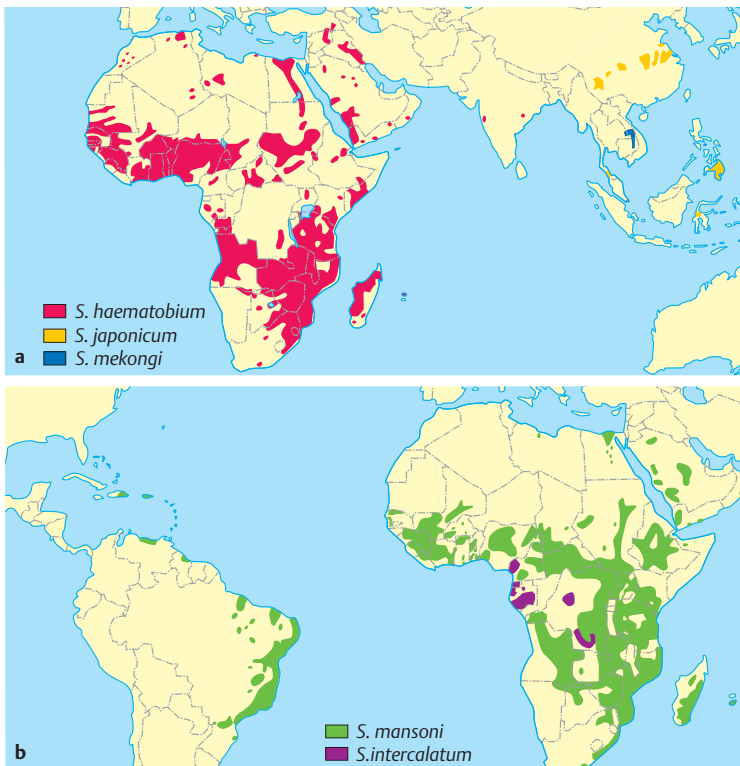 S. haematobium
S. japonicum
a
S. mekongi
S. mansoni
b
S.intercalatum